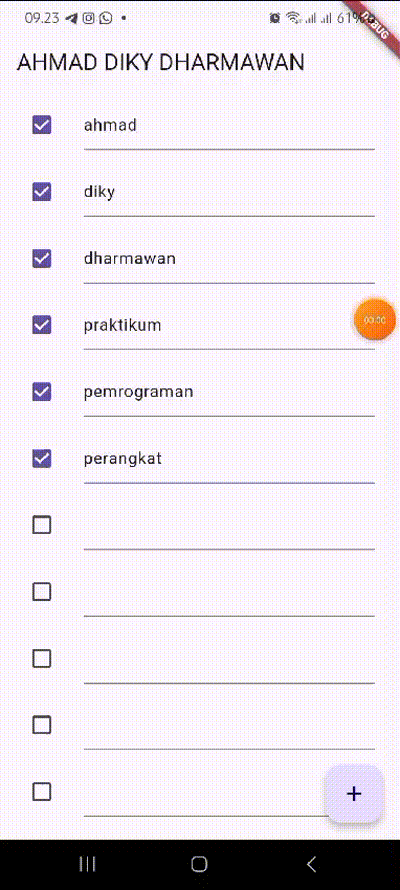 09.23 61%
DEBUG
AHMAD DIKY DHARMAWAN
ahmad
diky
dharmawan
00:00
praktikum
pemrograman
perangkat
+